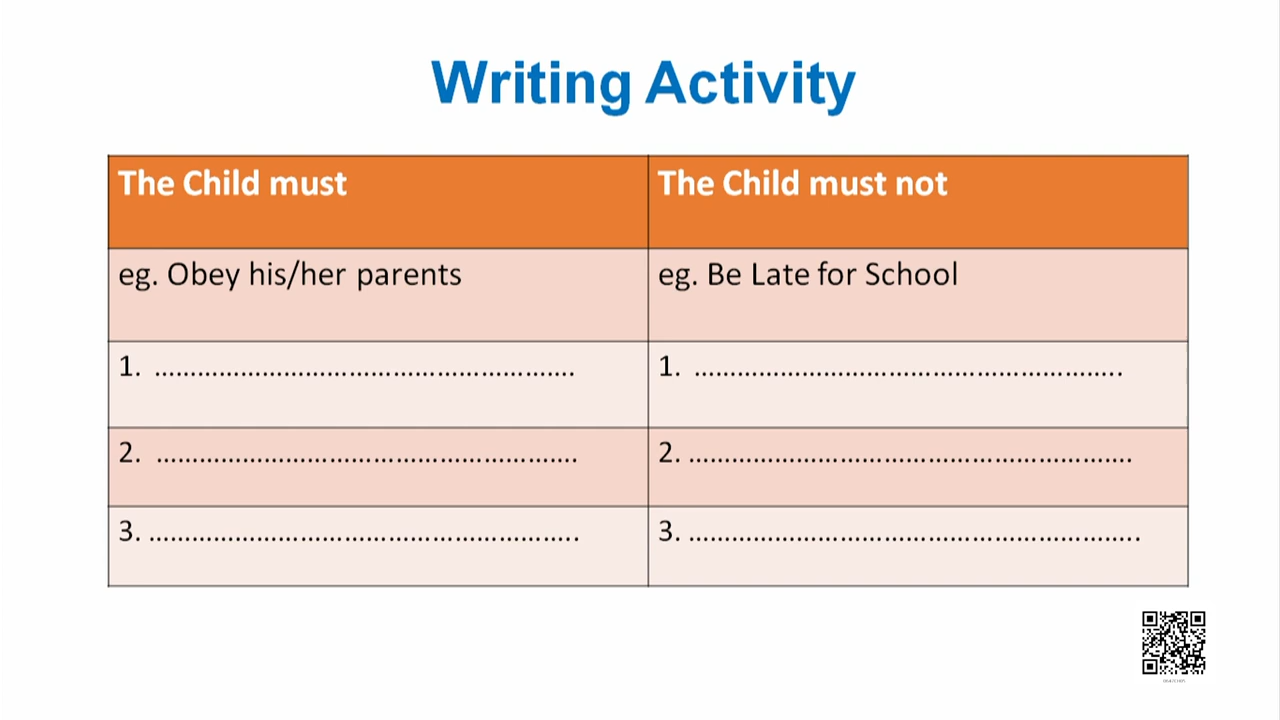 Writing Activity
The Child must
The Child must not
eg. Obey his/her parents
eg. Be Late for School
1. ………………………………………………….
1. …………………………………………………..
2. ………………………………………………….
2. …………………………………………………….
3. …………………………………………………..
3. ……………………………………………………..